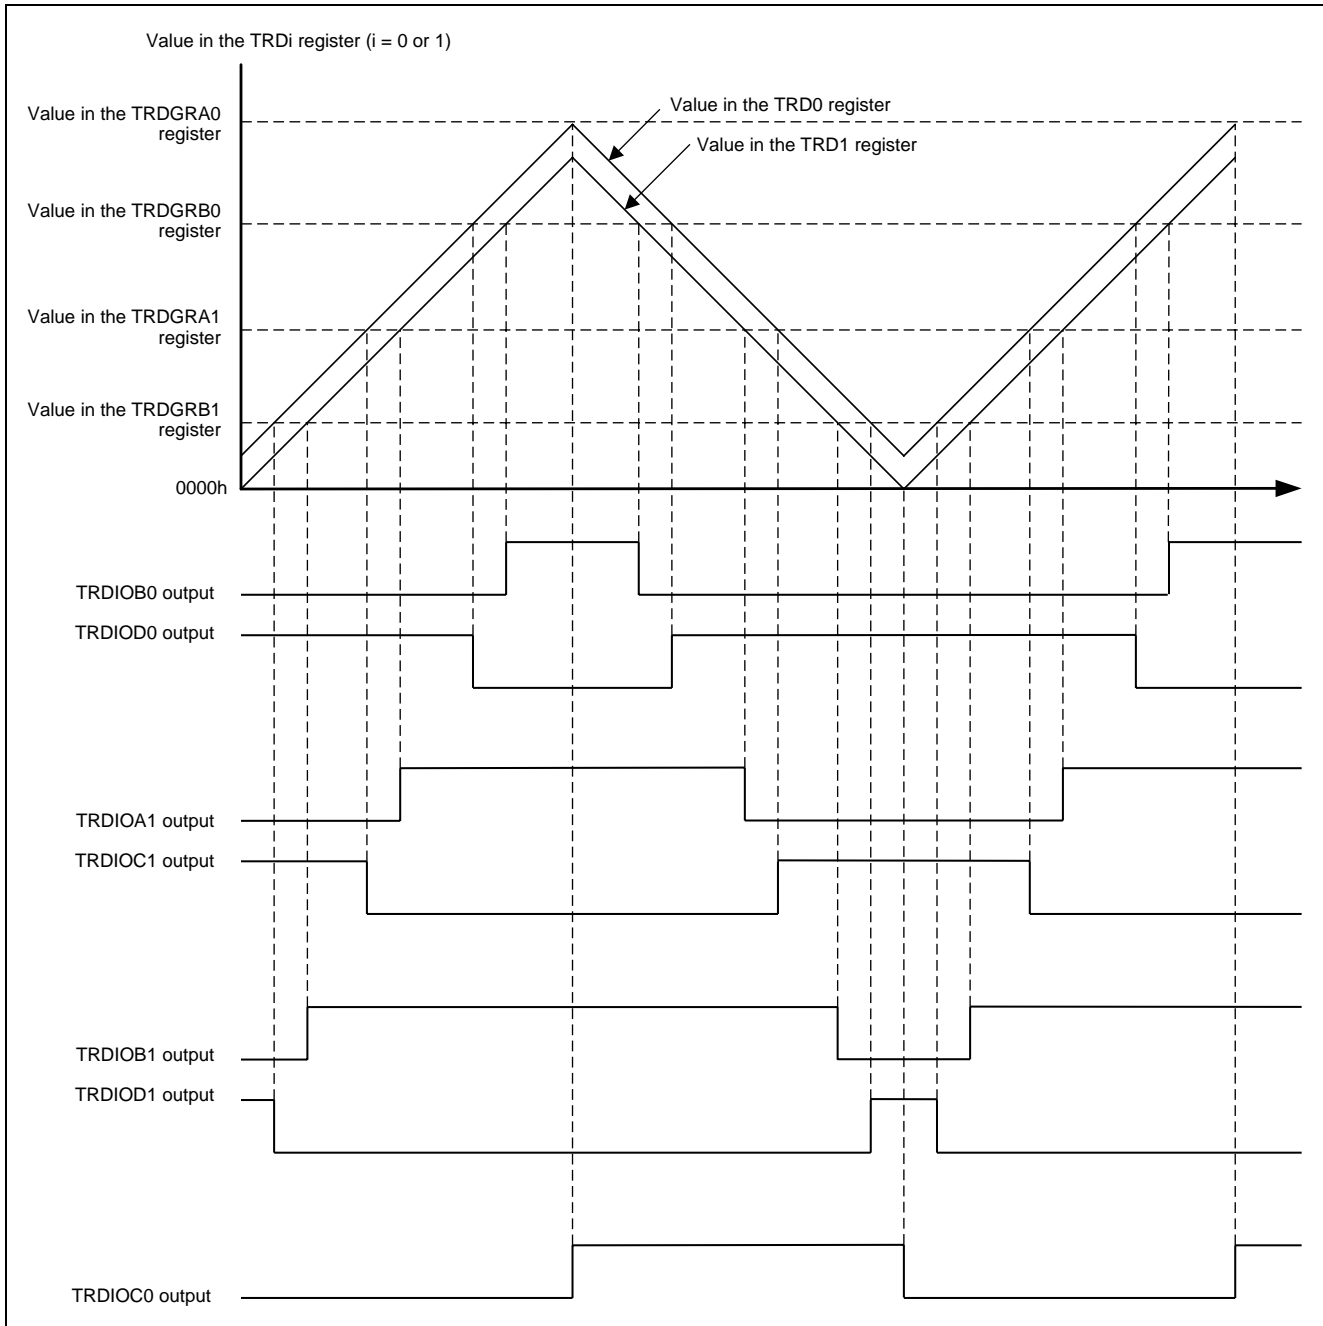 Value in the TRDi register (i = 0 or 1)
Value in the TRDGRA0
register
Value in the TRD0 register
Value in the TRD1 register
Value in the TRDGRB0
register
Value in the TRDGRA1
register
Value in the TRDGRB1
register
0000h
TRDIOB0 output
TRDIOD0 output
TRDIOA1 output
TRDIOC1 output
TRDIOB1 output
TRDIOD1 output
TRDIOC0 output